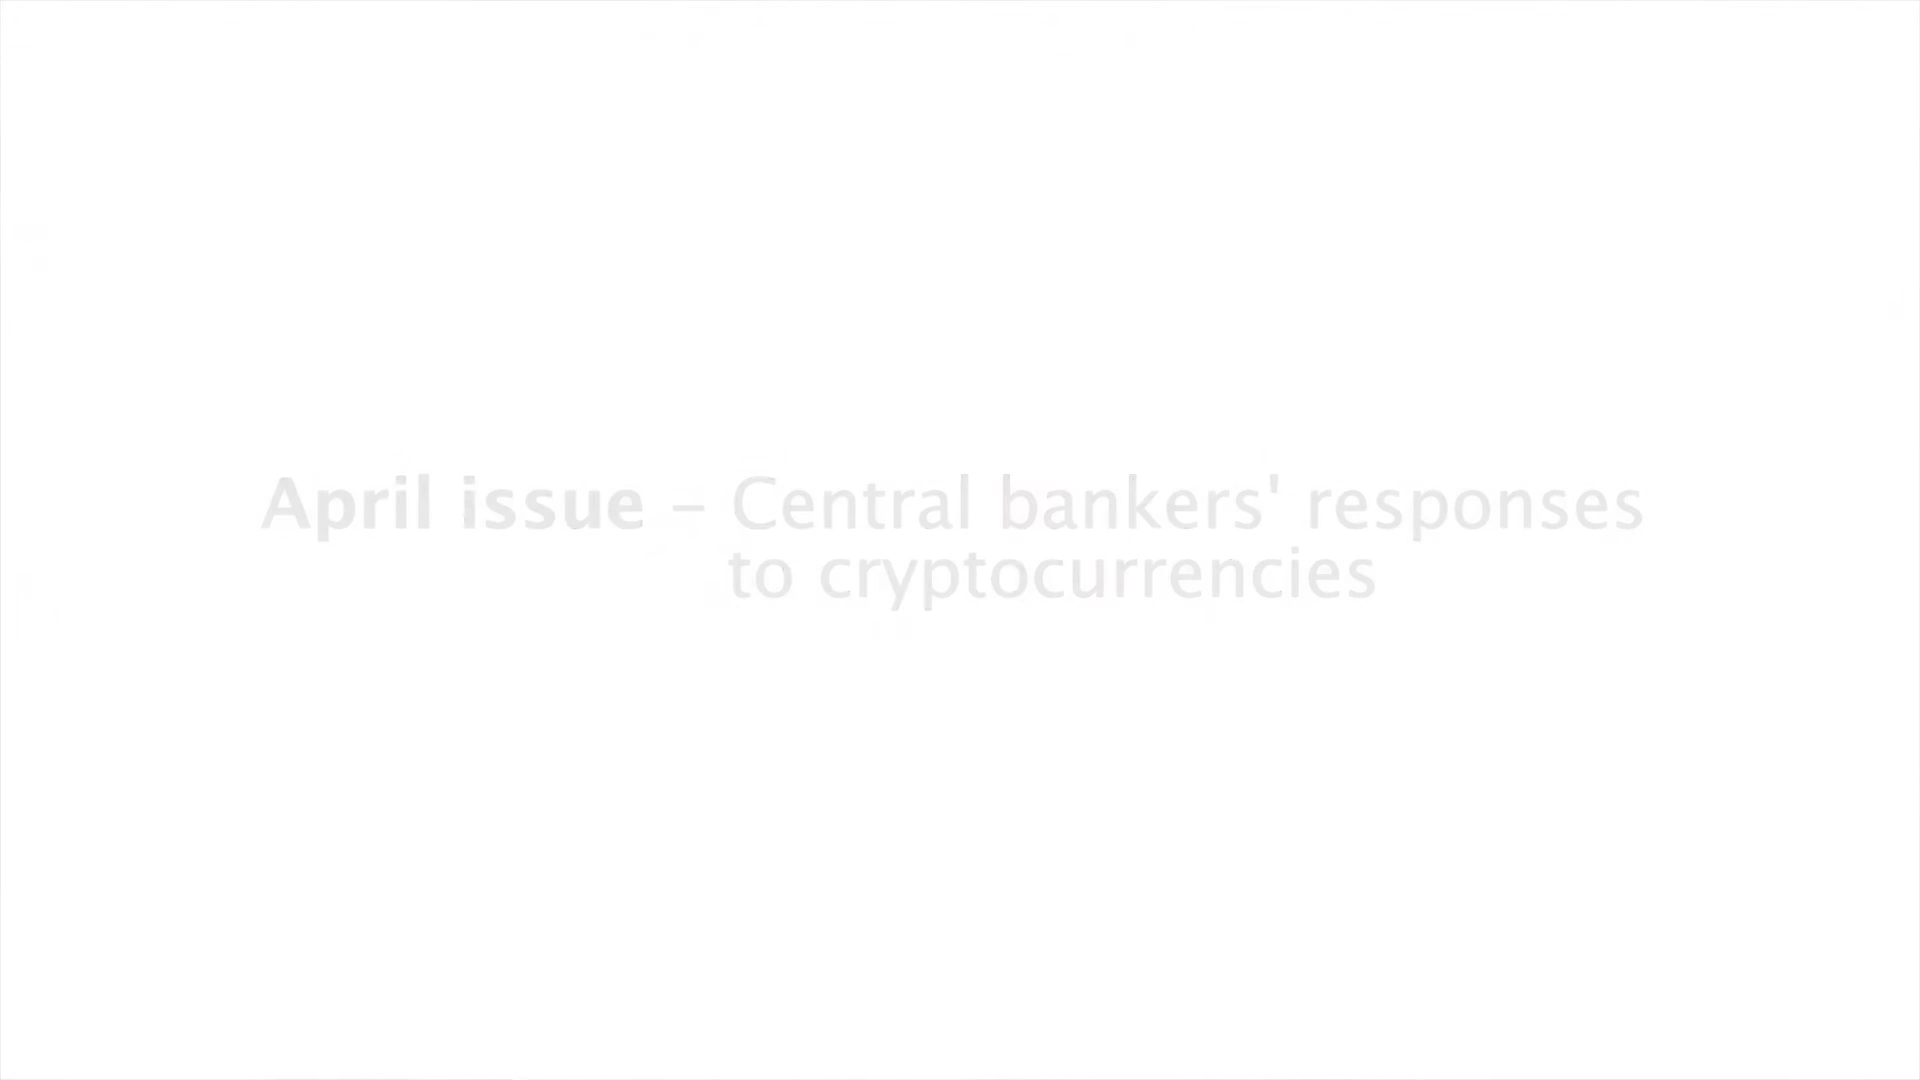 April issue – Central bankers' responses
to cryptocurrencies